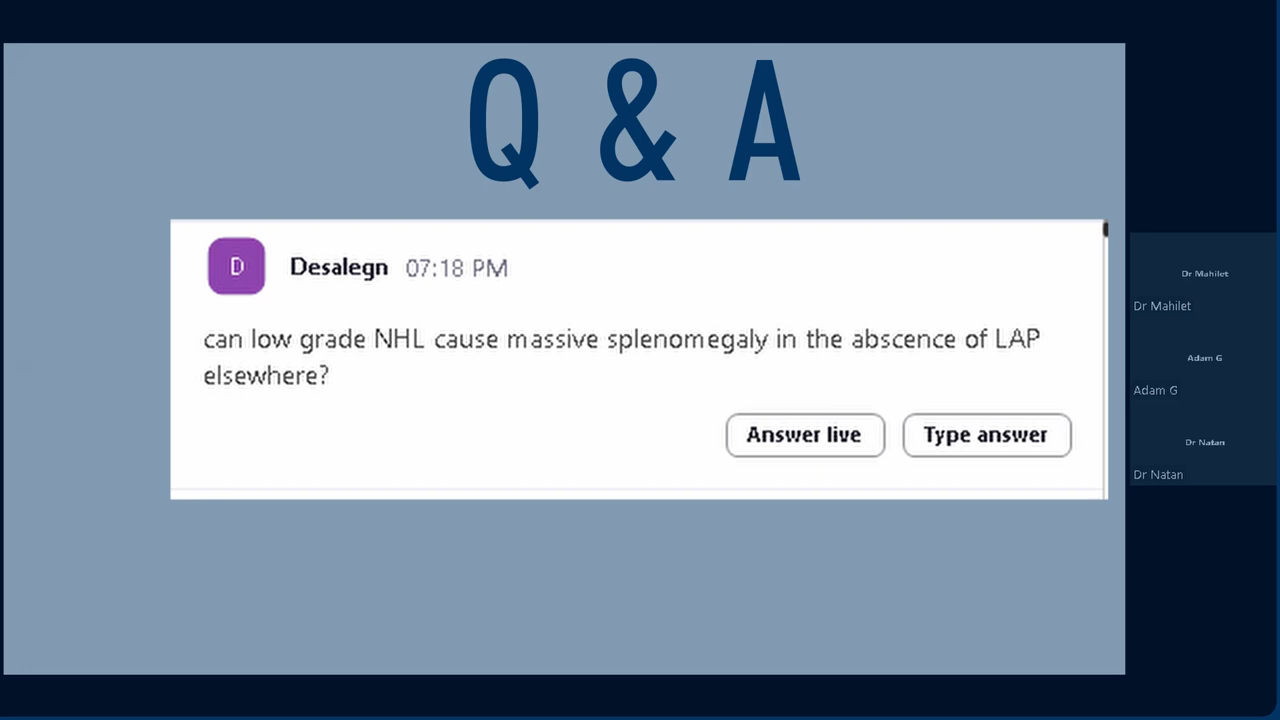 Q & A
D
Desalegn 07:18 PM
can low grade NHL cause massive splenomegaly in the abscence of LAP
elsewhere?
Answer live
Type answer
Dr Mahilet
Dr Mahilet
Adam G
Adam G
Dr Natan
Dr Natan